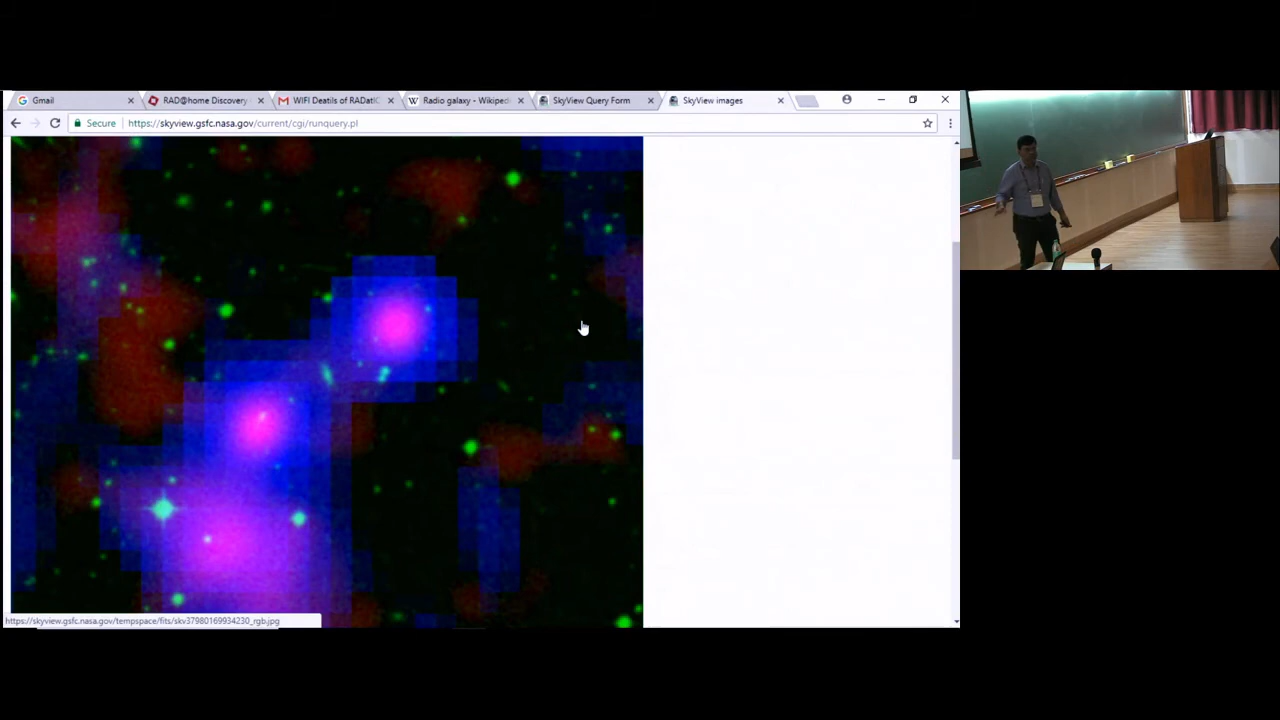 Gmail
RAD@home Discovery
WIFI Deatils of RADatIC
Radio galaxy - Wikiped
SkyView Query Form
SkyView images
Secure
https://skyview.gsfc.nasa.gov/current/cgi/runquery.pl
https://skyview.gsfc.nasa.gov/tempspace/fits/skv37980169934230_rgb.jpg